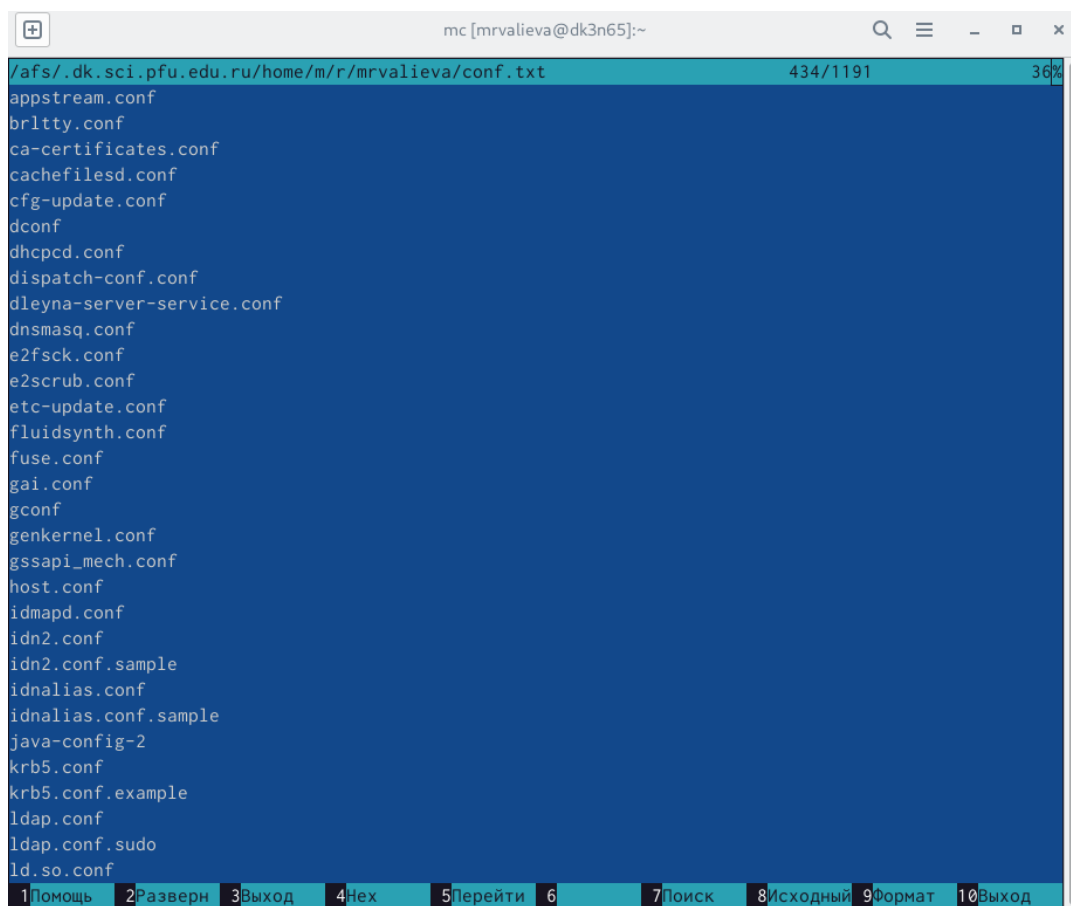 mc [mrvalieva@dk3n65]:~
/afs/.dk.sci.pfu.edu.ru/home/m/r/mrvalieva/conf.txt 434/1191 36%
appstream.conf
brltty.conf
ca-certificates.conf
cachefilesd.conf
cfg-update.conf
dconf
dhcpcd.conf
dispatch-conf.conf
dleyna-server-service.conf
dnsmasq.conf
e2fsck.conf
e2scrub.conf
etc-update.conf
fluidsynth.conf
fuse.conf
gai.conf
gconf
genkernel.conf
gssapi_mech.conf
host.conf
idmapd.conf
idn2.conf
idn2.conf.sample
idnalias.conf
idnalias.conf.sample
java-config-2
krb5.conf
krb5.conf.example
ldap.conf
ldap.conf.sudo
ld.so.conf
1Помощь 2Разверн 3Выход 4Hex 5Перейти 6 7Поиск 8Исходный 9Формат 10Выход